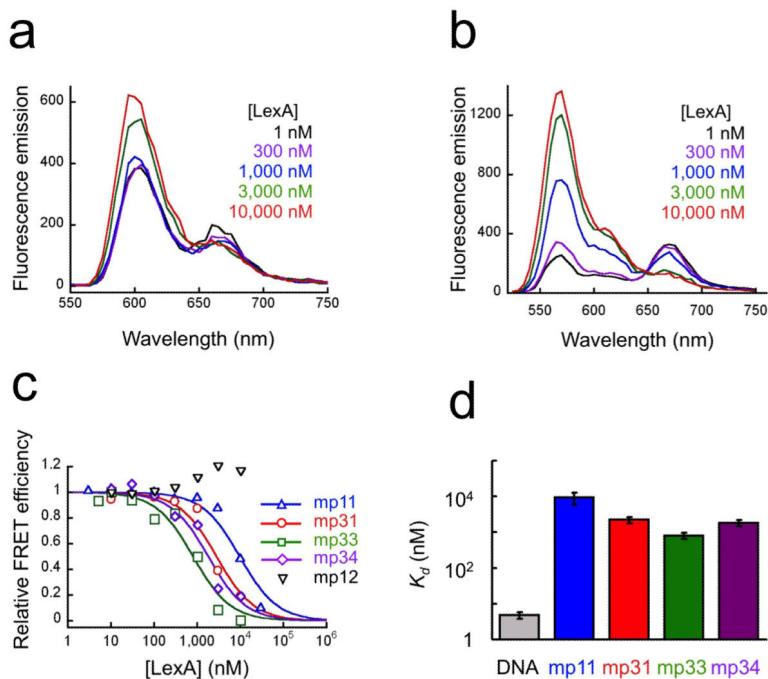 a
Fluorescence emission
600
400
200
0
550 600 650 700 750
Wavelength (nm)
[LexA]
1 nM
300 nM
1,000 nM
3,000 nM
10,000 nM
b
Fluorescence emission
1200
800
400
0
550 600 650 700 750
Wavelength (nm)
[LexA]
1 nM
300 nM
1,000 nM
3,000 nM
10,000 nM
c
Relative FRET efficiency
1.2
1
0.8
0.6
0.4
0.2
0
1 10 100 1,000 10⁴ 10⁵ 10⁶
[LexA] (nM)
mp11
mp31
mp33
mp34
mp12
d
K_d (nM)
10⁴
10²
1
DNA mp11 mp31 mp33 mp34